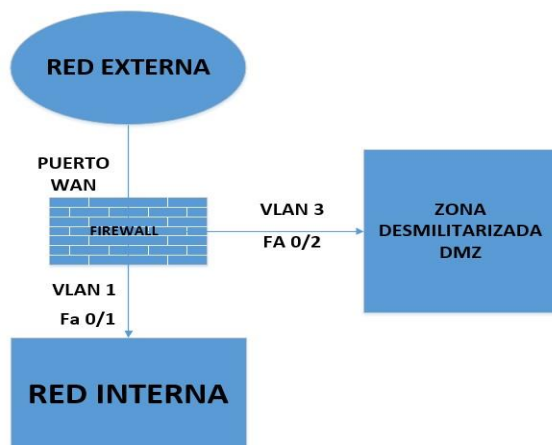 RED EXTERNA
PUERTO
WAN
FIREWALL
VLAN 3
FA 0/2
ZONA
DESMILITARIZADA
DMZ
VLAN 1
Fa 0/1
RED INTERNA